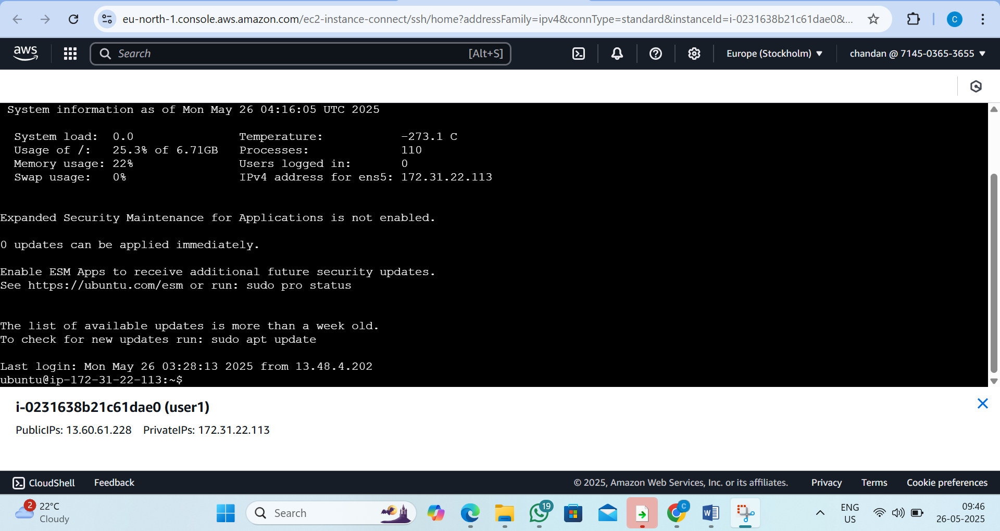 eu-north-1.console.aws.amazon.com/ec2-instance-connect/ssh/home?addressFamily=ipv4&connType=standard&instanceId=i-0231638b21c61dae0&...
C
aws
Search [Alt+S]
Europe (Stockholm) ▼
chandan @ 7145-0365-3655 ▼
System information as of Mon May 26 04:16:05 UTC 2025
System load: 0.0 Temperature: -273.1 C
Usage of /: 25.3% of 6.71GB Processes: 110
Memory usage: 22% Users logged in: 0
Swap usage: 0% IPv4 address for ens5: 172.31.22.113
Expanded Security Maintenance for Applications is not enabled.
0 updates can be applied immediately.
Enable ESM Apps to receive additional future security updates.
See https://ubuntu.com/esm or run: sudo pro status
The list of available updates is more than a week old.
To check for new updates run: sudo apt update
Last login: Mon May 26 03:28:13 2025 from 13.48.4.202
ubuntu@ip-172-31-22-113:~$
i-0231638b21c61dae0 (user1)
PublicIPs: 13.60.61.228 PrivateIPs: 172.31.22.113
CloudShell Feedback © 2025, Amazon Web Services, Inc. or its affiliates. Privacy Terms Cookie preferences
2
22°C
Cloudy
Search
19
C
W
ENG
US
09:46
26-05-2025